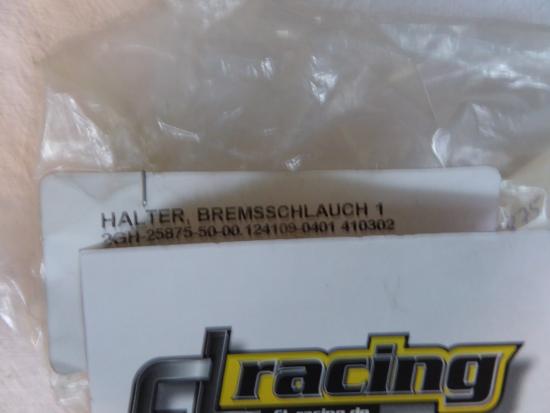 HALTER, BREMSSCHLAUCH 1
2GH-25875-50-00.124109-0401 410302
racing